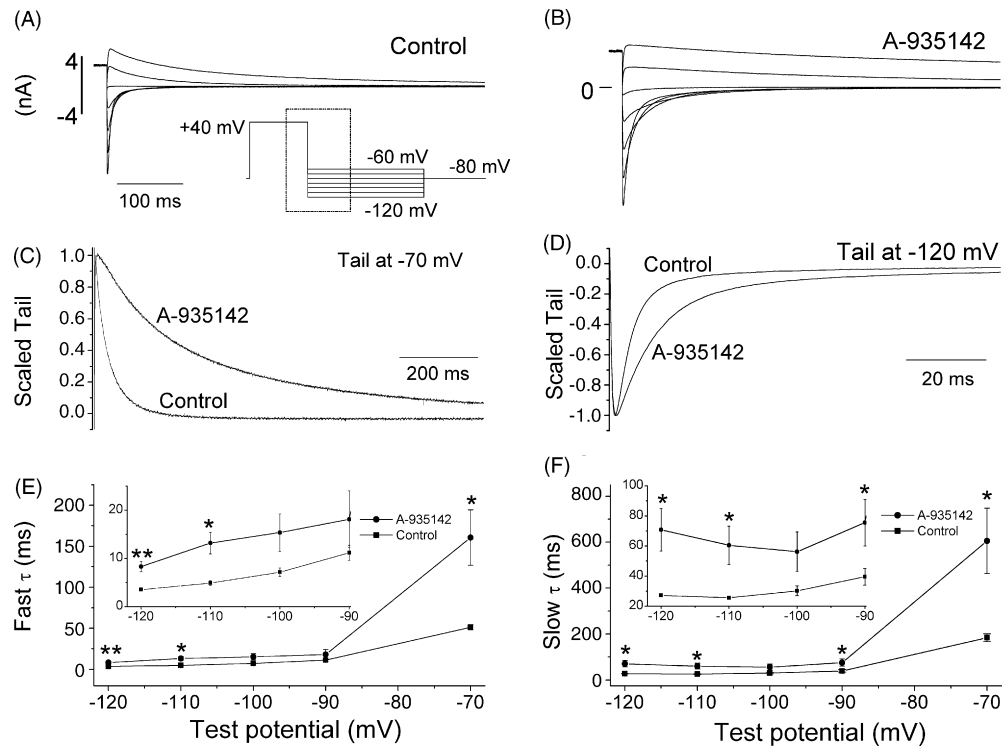 (A)
Control
4
(nA)
-4
+40 mV
-60 mV
-80 mV
-120 mV
100 ms
(B)
A-935142
0
(C)
1.0
0.8
0.6
0.4
0.2
0.0
Scaled Tail
Tail at -70 mV
A-935142
Control
200 ms
(D)
0.0
-0.2
-0.4
-0.6
-0.8
-1.0
Scaled Tail
Tail at -120 mV
Control
A-935142
20 ms
(E)
200
150
100
50
0
Fast τ (ms)
20
10
0
-120 -110 -100 -90
** *
A-935142
Control
*
** *
-120 -110 -100 -90 -80 -70
Test potential (mV)
(F)
800
600
400
200
0
Slow τ (ms)
100
80
60
40
20
-120 -110 -100 -90
* * *
A-935142
Control
*
* * *
-120 -110 -100 -90 -80 -70
Test potential (mV)